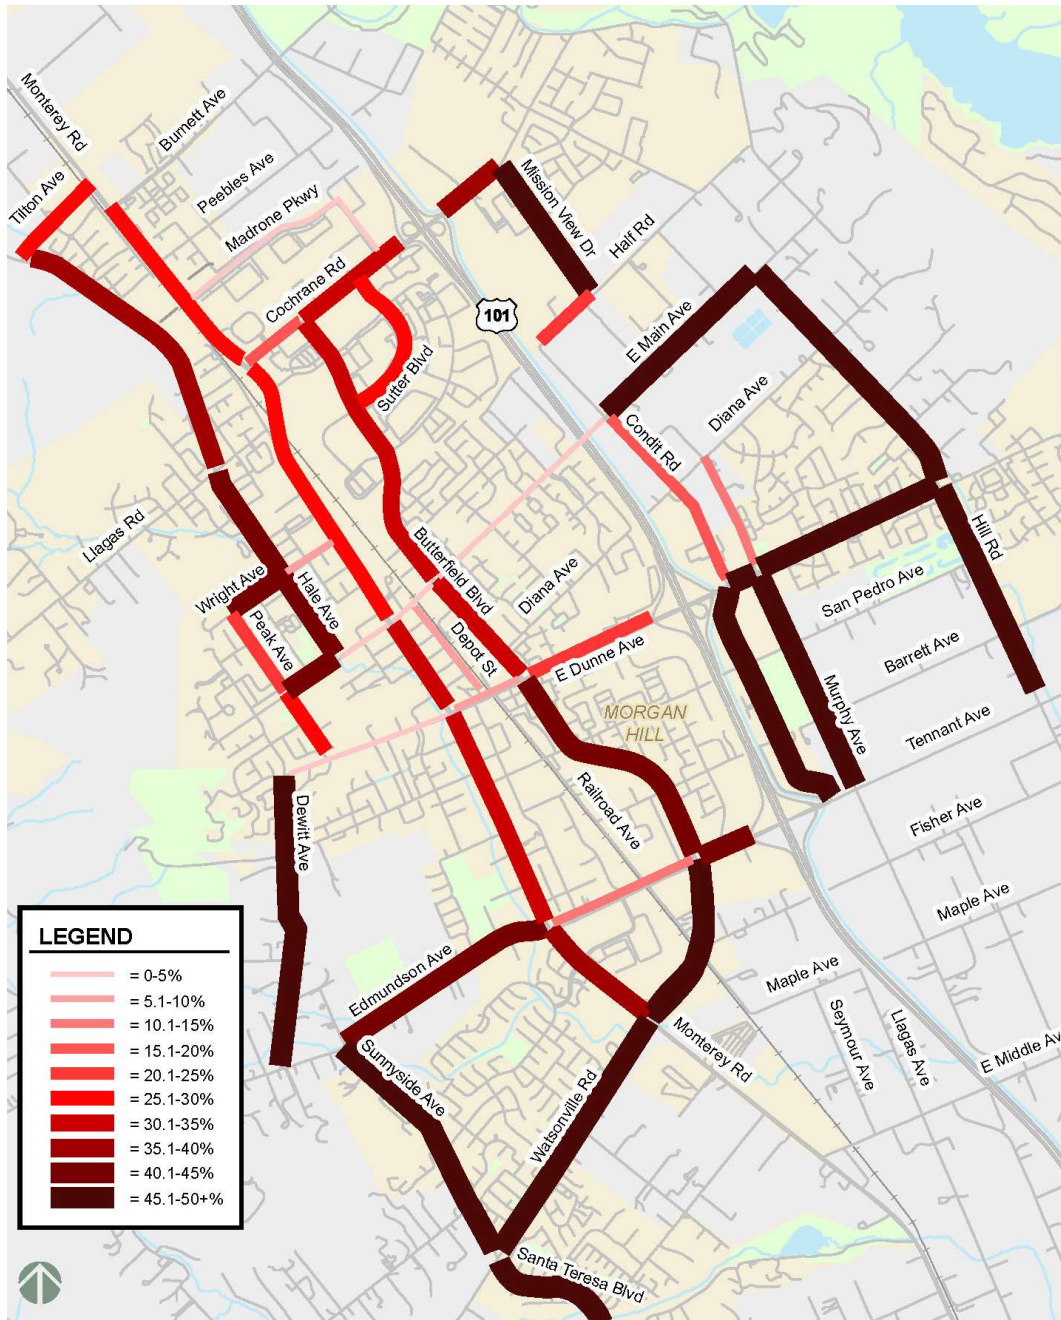 Monterey Rd
Burnett Ave
Tilton Ave
Peebles Ave
Madrone Pkwy
Mission View Dr
Half Rd
Cochrane Rd
101
E Main Ave
Sutter Blvd
Diana Ave
Condit Rd
Llagas Rd
Hill Rd
Butterfield Blvd
Wright Ave
Hale Ave
Diana Ave
San Pedro Ave
Peak Ave
Depot St
E Dunne Ave
Barrett Ave
MORGAN
HILL
Murphy Ave
Tennant Ave
Dewitt Ave
Railroad Ave
Fisher Ave
Maple Ave
LEGEND
= 0-5%
= 5.1-10%
= 10.1-15%
= 15.1-20%
= 20.1-25%
= 25.1-30%
= 30.1-35%
= 35.1-40%
= 40.1-45%
= 45.1-50+%
Edmundson Ave
Maple Ave
Seymour Ave
Llagas Ave
E Middle Av
Sunnyside Ave
Monterey Rd
Watsonville Rd
Santa Teresa Blvd